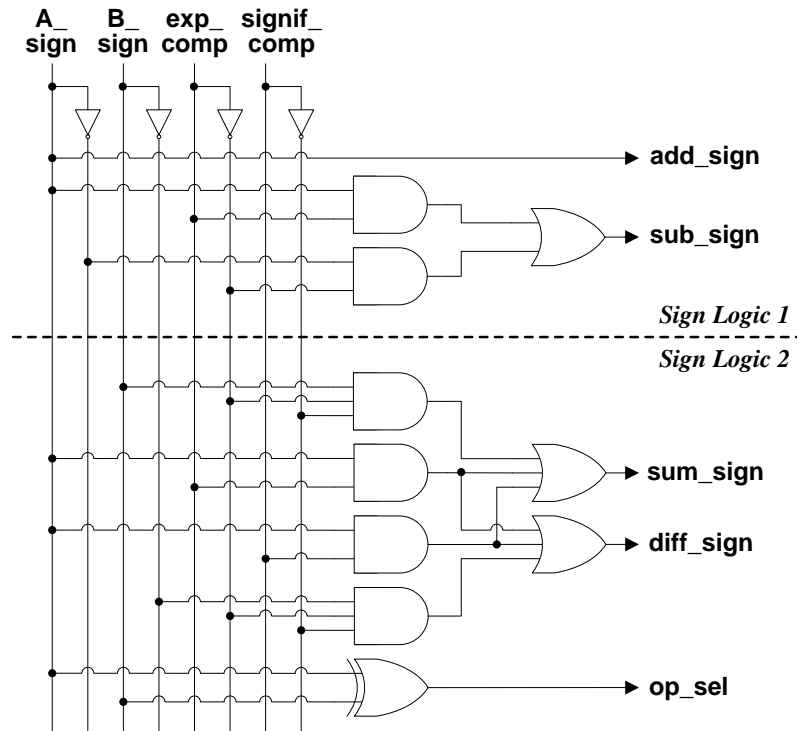 A_ B_ exp_ signif_
sign sign comp comp
add_sign
sub_sign
Sign Logic 1
Sign Logic 2
sum_sign
diff_sign
op_sel